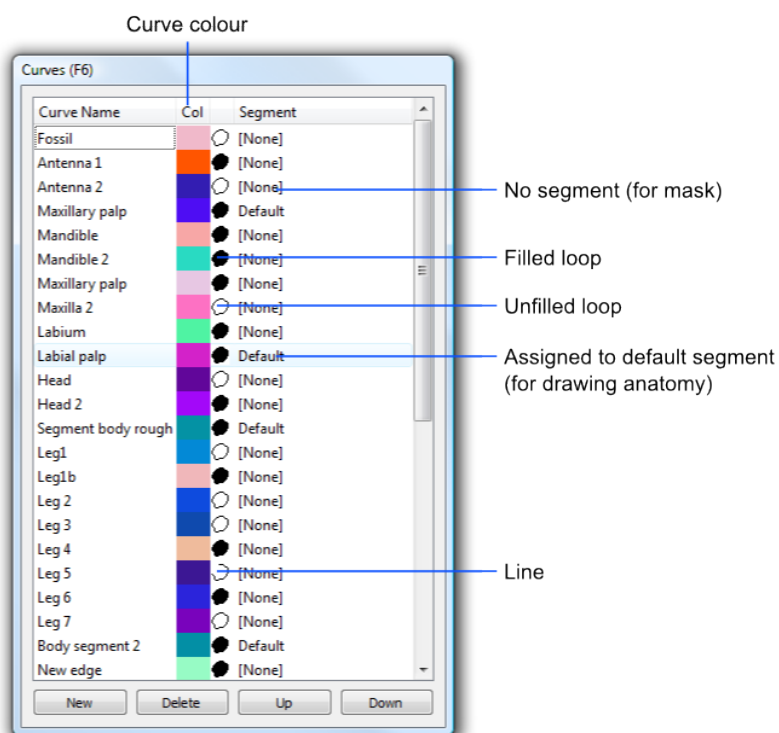 Curve colour
Curves (F6)
Curve Name Col Segment
Fossil [None]
Antenna 1 [None]
Antenna 2 [None]
No segment (for mask)
Maxillary palp Default
Mandible [None]
Mandible 2 [None]
Filled loop
Maxillary palp [None]
Maxilla 2 [None]
Unfilled loop
Labium [None]
Labial palp Default
Assigned to default segment
(for drawing anatomy)
Head [None]
Head 2 [None]
Segment body rough Default
Leg1 [None]
Leg1b [None]
Leg 2 [None]
Leg 3 [None]
Leg 4 [None]
Leg 5 [None]
Line
Leg 6 [None]
Leg 7 [None]
Body segment 2 Default
New edge [None]
New Delete Up Down